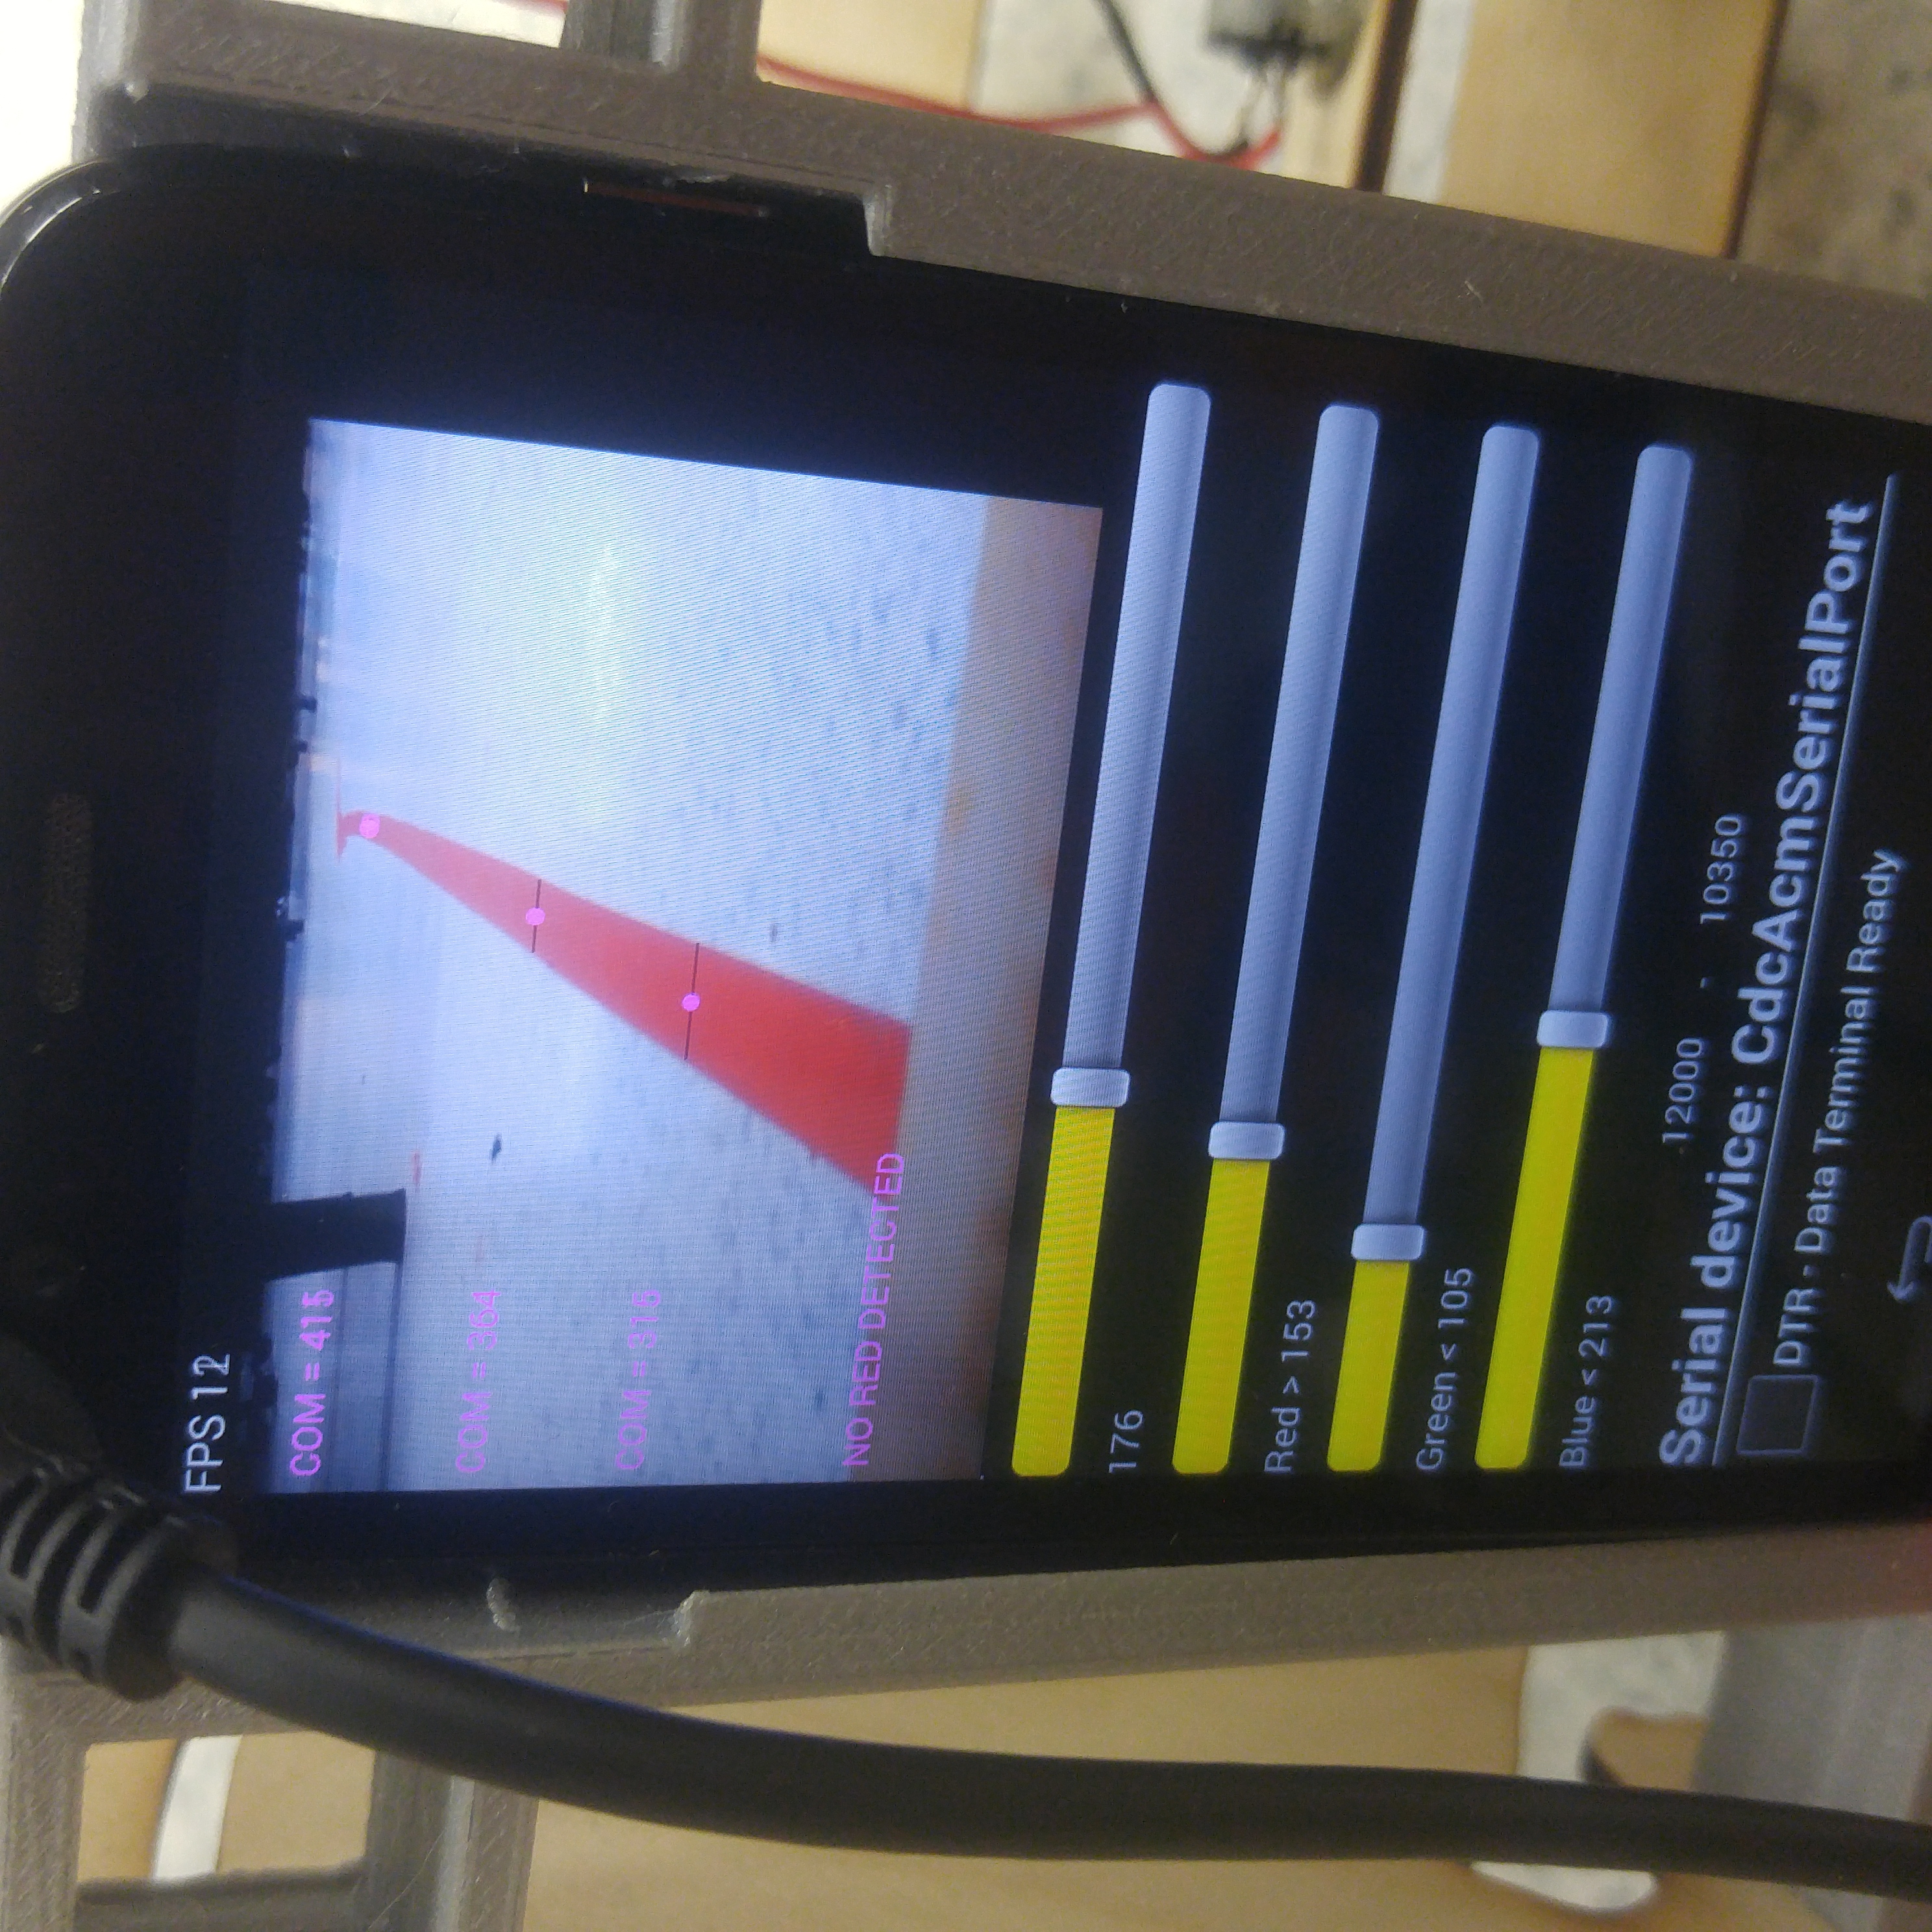 FPS 12
COM = 415
COM = 364
COM = 315
NO RED DETECTED
176
Red > 153
Green < 105
Blue < 213
12000 - 10350
Serial device: CdcAcmSerialPort
DTR - Data Terminal Ready